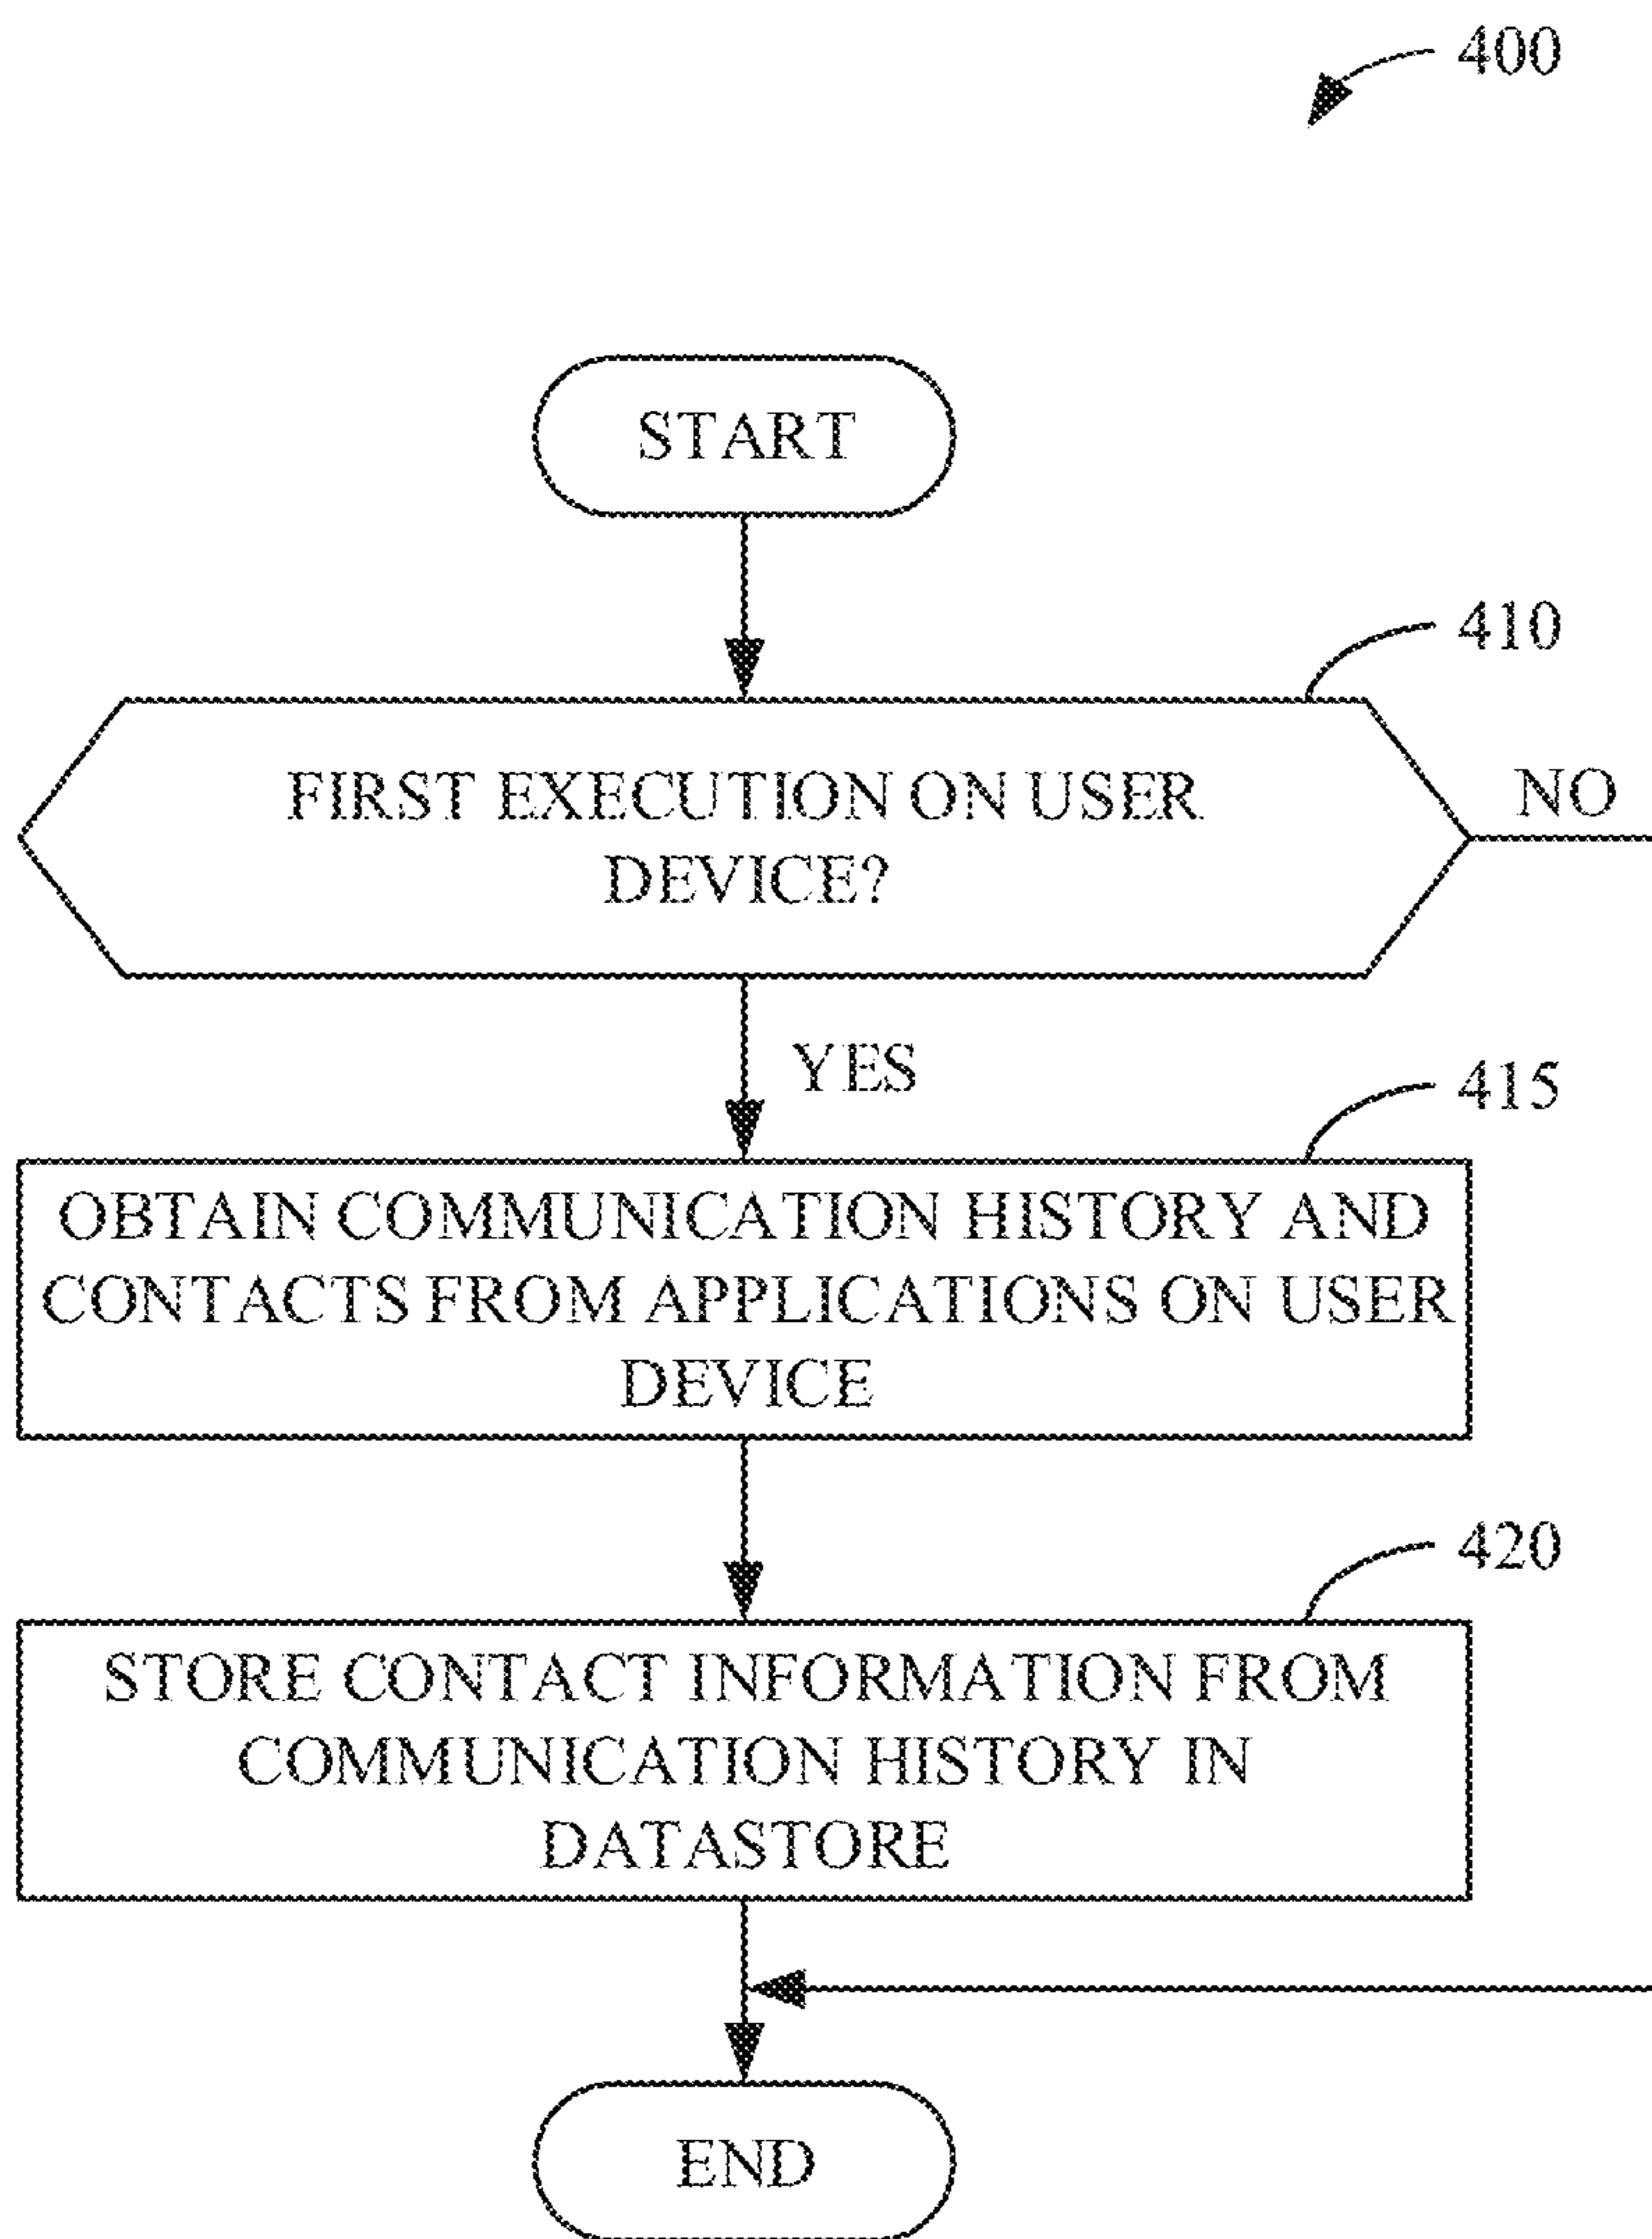 400
START
410
FIRST EXECUTION ON USER
DEVICE?
NO
YES
415
OBTAIN COMMUNICATION HISTORY AND
CONTACTS FROM APPLICATIONS ON USER
DEVICE
420
STORE CONTACT INFORMATION FROM
COMMUNICATION HISTORY IN
DATASTORE
END